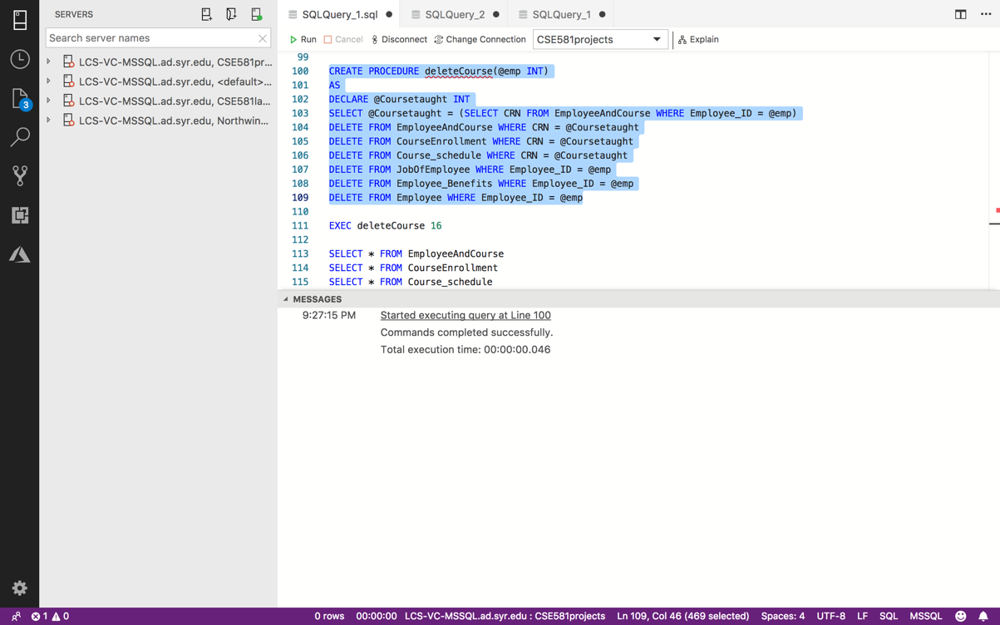 SERVERS
Search server names
LCS-VC-MSSQL.ad.syr.edu, CSE581pr...
LCS-VC-MSSQL.ad.syr.edu, <default>...
LCS-VC-MSSQL.ad.syr.edu, CSE581la...
LCS-VC-MSSQL.ad.syr.edu, Northwin...
3
SQLQuery_1.sql SQLQuery_2 SQLQuery_1
Run Cancel Disconnect Change Connection CSE581projects Explain
99
100 CREATE PROCEDURE deleteCourse(@emp INT)
101 AS
102 DECLARE @Coursetaught INT
103 SELECT @Coursetaught = (SELECT CRN FROM EmployeeAndCourse WHERE Employee_ID = @emp)
104 DELETE FROM EmployeeAndCourse WHERE CRN = @Coursetaught
105 DELETE FROM CourseEnrollment WHERE CRN = @Coursetaught
106 DELETE FROM Course_schedule WHERE CRN = @Coursetaught
107 DELETE FROM JobOfEmployee WHERE Employee_ID = @emp
108 DELETE FROM Employee_Benefits WHERE Employee_ID = @emp
109 DELETE FROM Employee WHERE Employee_ID = @emp
110
111 EXEC deleteCourse 16
112
113 SELECT * FROM EmployeeAndCourse
114 SELECT * FROM CourseEnrollment
115 SELECT * FROM Course_schedule
MESSAGES
9:27:15 PM Started executing query at Line 100
Commands completed successfully.
Total execution time: 00:00:00.046
1 0 0 rows 00:00:00 LCS-VC-MSSQL.ad.syr.edu : CSE581projects Ln 109, Col 46 (469 selected) Spaces: 4 UTF-8 LF SQL MSSQL